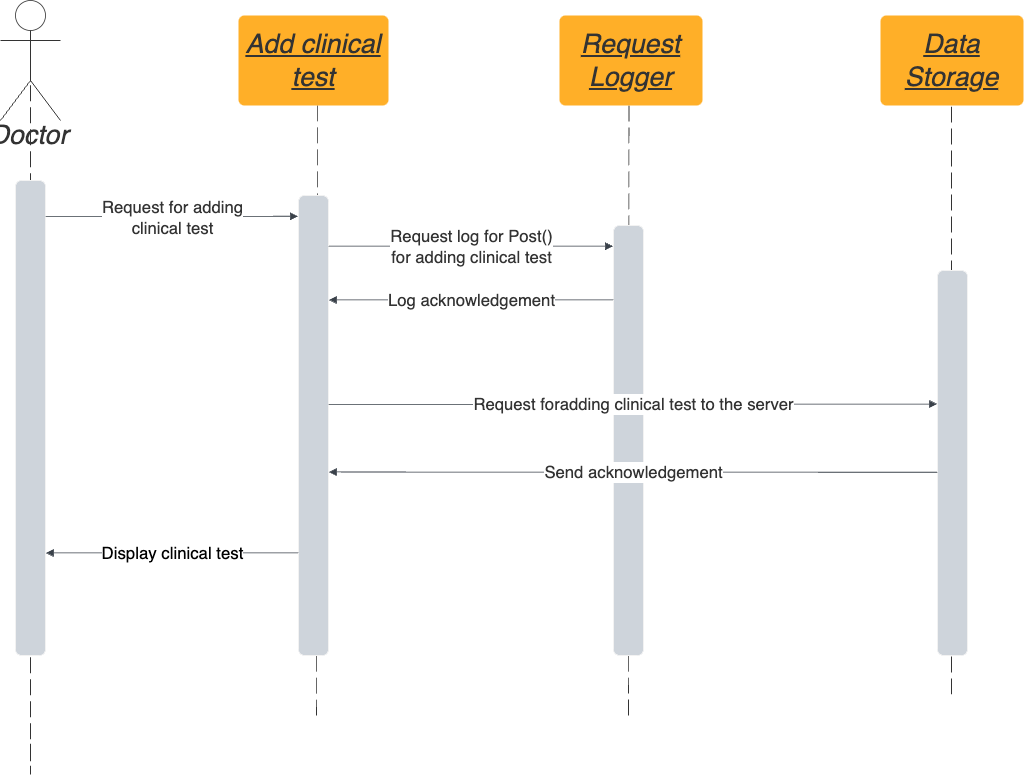 Doctor
Add clinical
test
Request
Logger
Data
Storage
Request for adding
clinical test
Request log for Post()
for adding clinical test
Log acknowledgement
Request foradding clinical test to the server
Send acknowledgement
Display clinical test